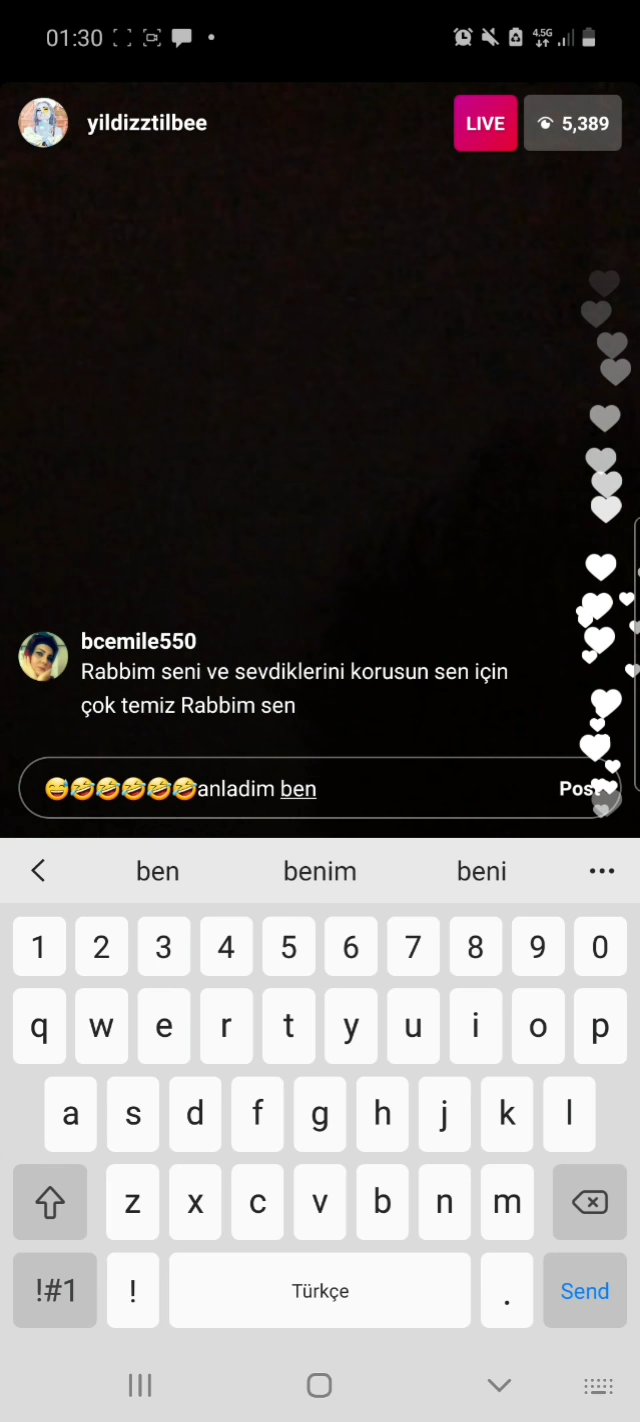 01:30
4.5G
yildizztilbee
LIVE
5,389
bcemile550
Rabbim seni ve sevdiklerini korusun sen için
çok temiz Rabbim sen
😅🤣🤣🤣🤣🤣anladim ben
Post
ben benim beni
1 2 3 4 5 6 7 8 9 0
q w e r t y u i o p
a s d f g h j k l
z x c v b n m
!#1 ! Türkçe . Send